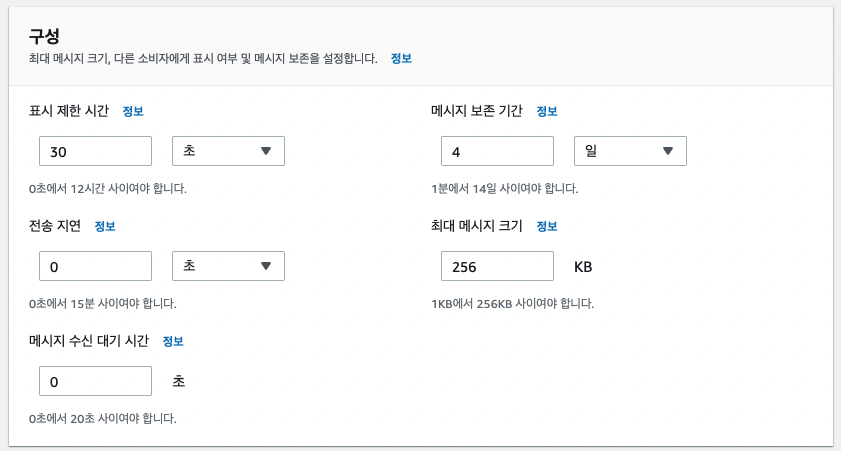 구성
최대 메시지 크기, 다른 소비자에게 표시 여부 및 메시지 보존을 설정합니다. 정보
표시 제한 시간 정보
30 초
0초에서 12시간 사이여야 합니다.
메시지 보존 기간 정보
4 일
1분에서 14일 사이여야 합니다.
전송 지연 정보
0 초
0초에서 15분 사이여야 합니다.
최대 메시지 크기 정보
256 KB
1KB에서 256KB 사이여야 합니다.
메시지 수신 대기 시간 정보
0 초
0초에서 20초 사이여야 합니다.